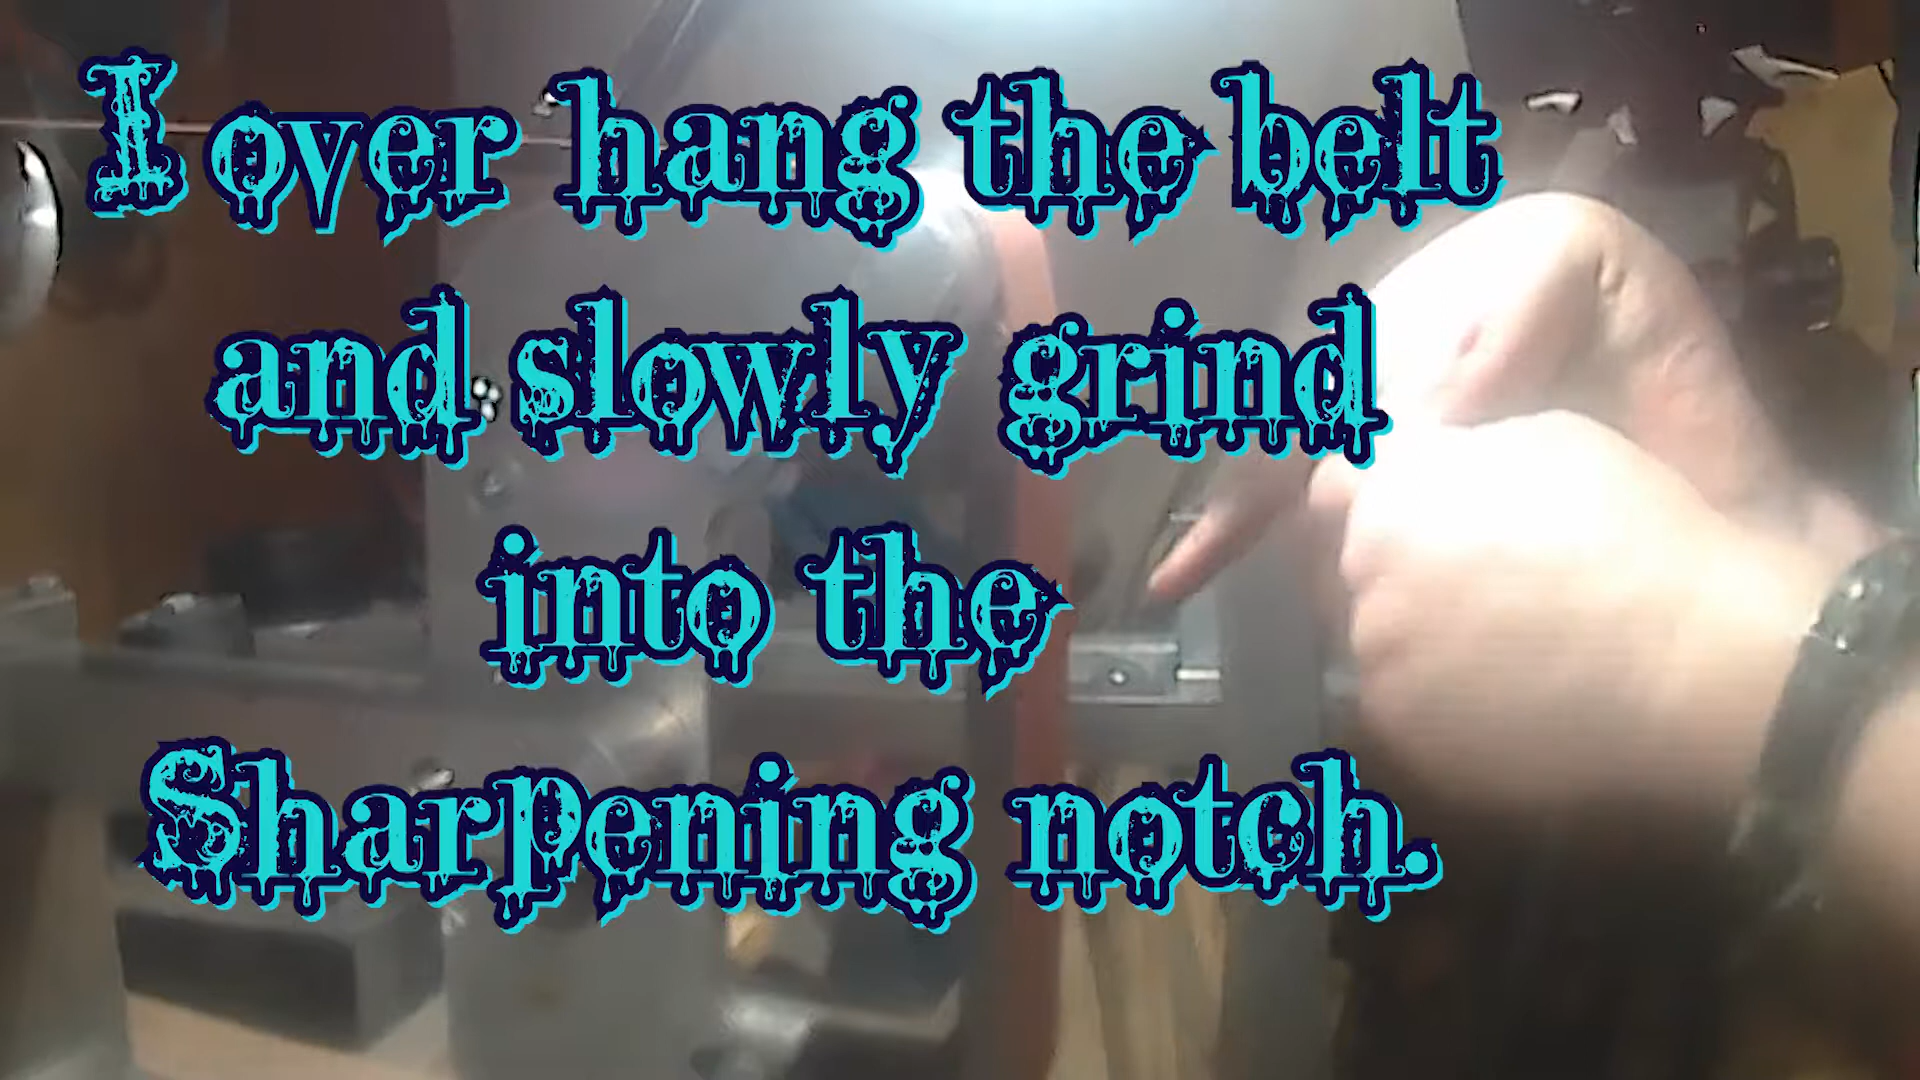 I over hang the belt
and slowly grind
into the
Sharpening notch.